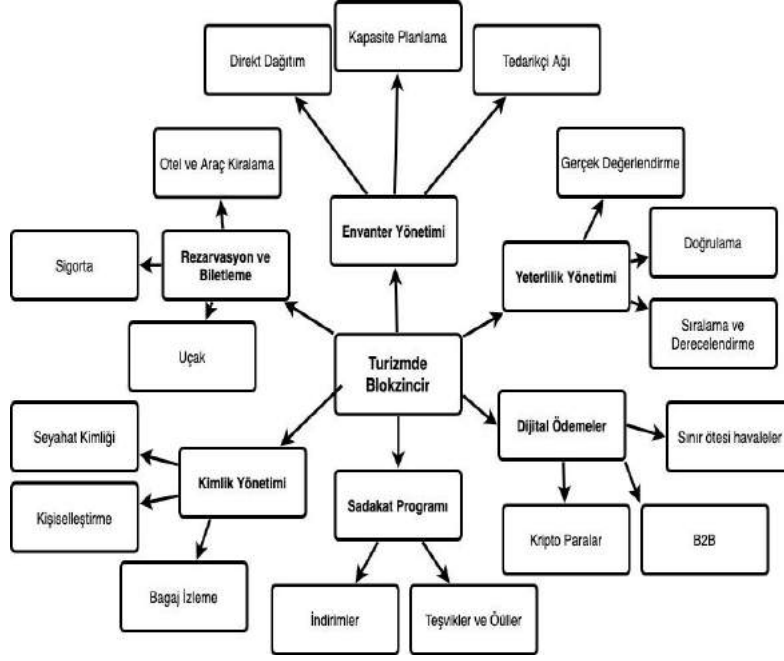 Kapasite Planlama
Direkt Dağıtım
Tedarikçi Ağı
Otel ve Araç Kiralama
Gerçek Değerlendirme
Envanter Yönetimi
Rezarvasyon ve
Biletleme
Sigorta
Yeterlilik Yönetimi
Doğrulama
Uçak
Sıralama ve
Derecelendirme
Turizmde
Blokzincir
Seyahat Kimliği
Dijital Ödemeler
Sınır ötesi havaleler
Kimlik Yönetimi
Sadakat Programı
Kişiselleştirme
Kripto Paralar
B2B
Bagaj İzleme
İndirimler
Teşvikler ve Öüller